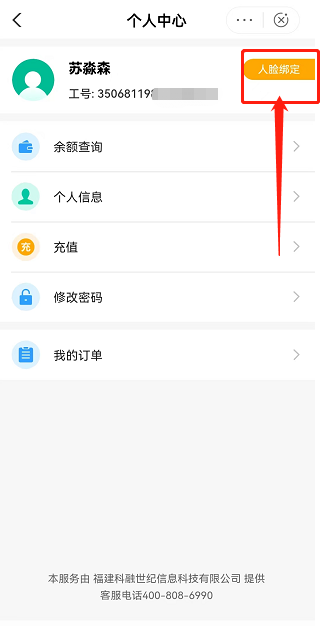 个人中心
苏淼森
人脸绑定
工号: 35068119
余额查询
个人信息
充
充值
修改密码
我的订单
本服务由 福建科融世纪信息科技有限公司 提供
客服电话400-808-6990